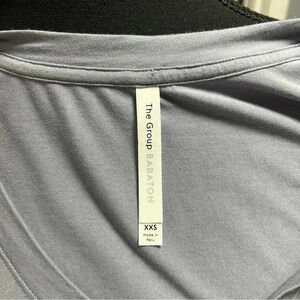 The Group BABATON
XXS
Made in
Peru